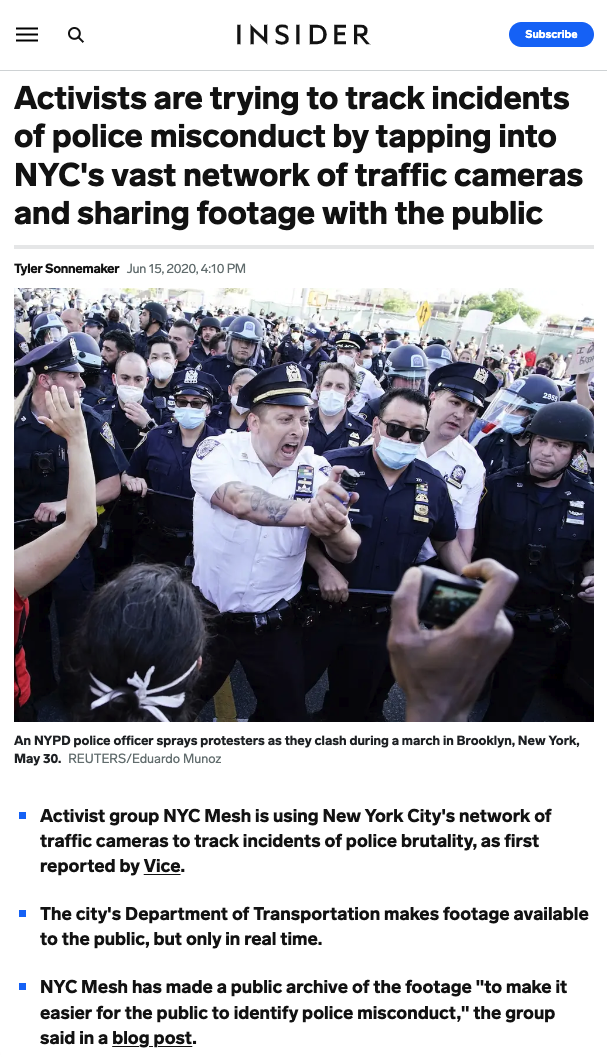 INSIDER
Subscribe
Activists are trying to track incidents
of police misconduct by tapping into
NYC's vast network of traffic cameras
and sharing footage with the public
Tyler Sonnemaker Jun 15, 2020, 4:10 PM
2955
An NYPD police officer sprays protesters as they clash during a march in Brooklyn, New York,
May 30. REUTERS/Eduardo Munoz
Activist group NYC Mesh is using New York City's network of
traffic cameras to track incidents of police brutality, as first
reported by Vice.
The city's Department of Transportation makes footage available
to the public, but only in real time.
NYC Mesh has made a public archive of the footage "to make it
easier for the public to identify police misconduct," the group
said in a blog post.